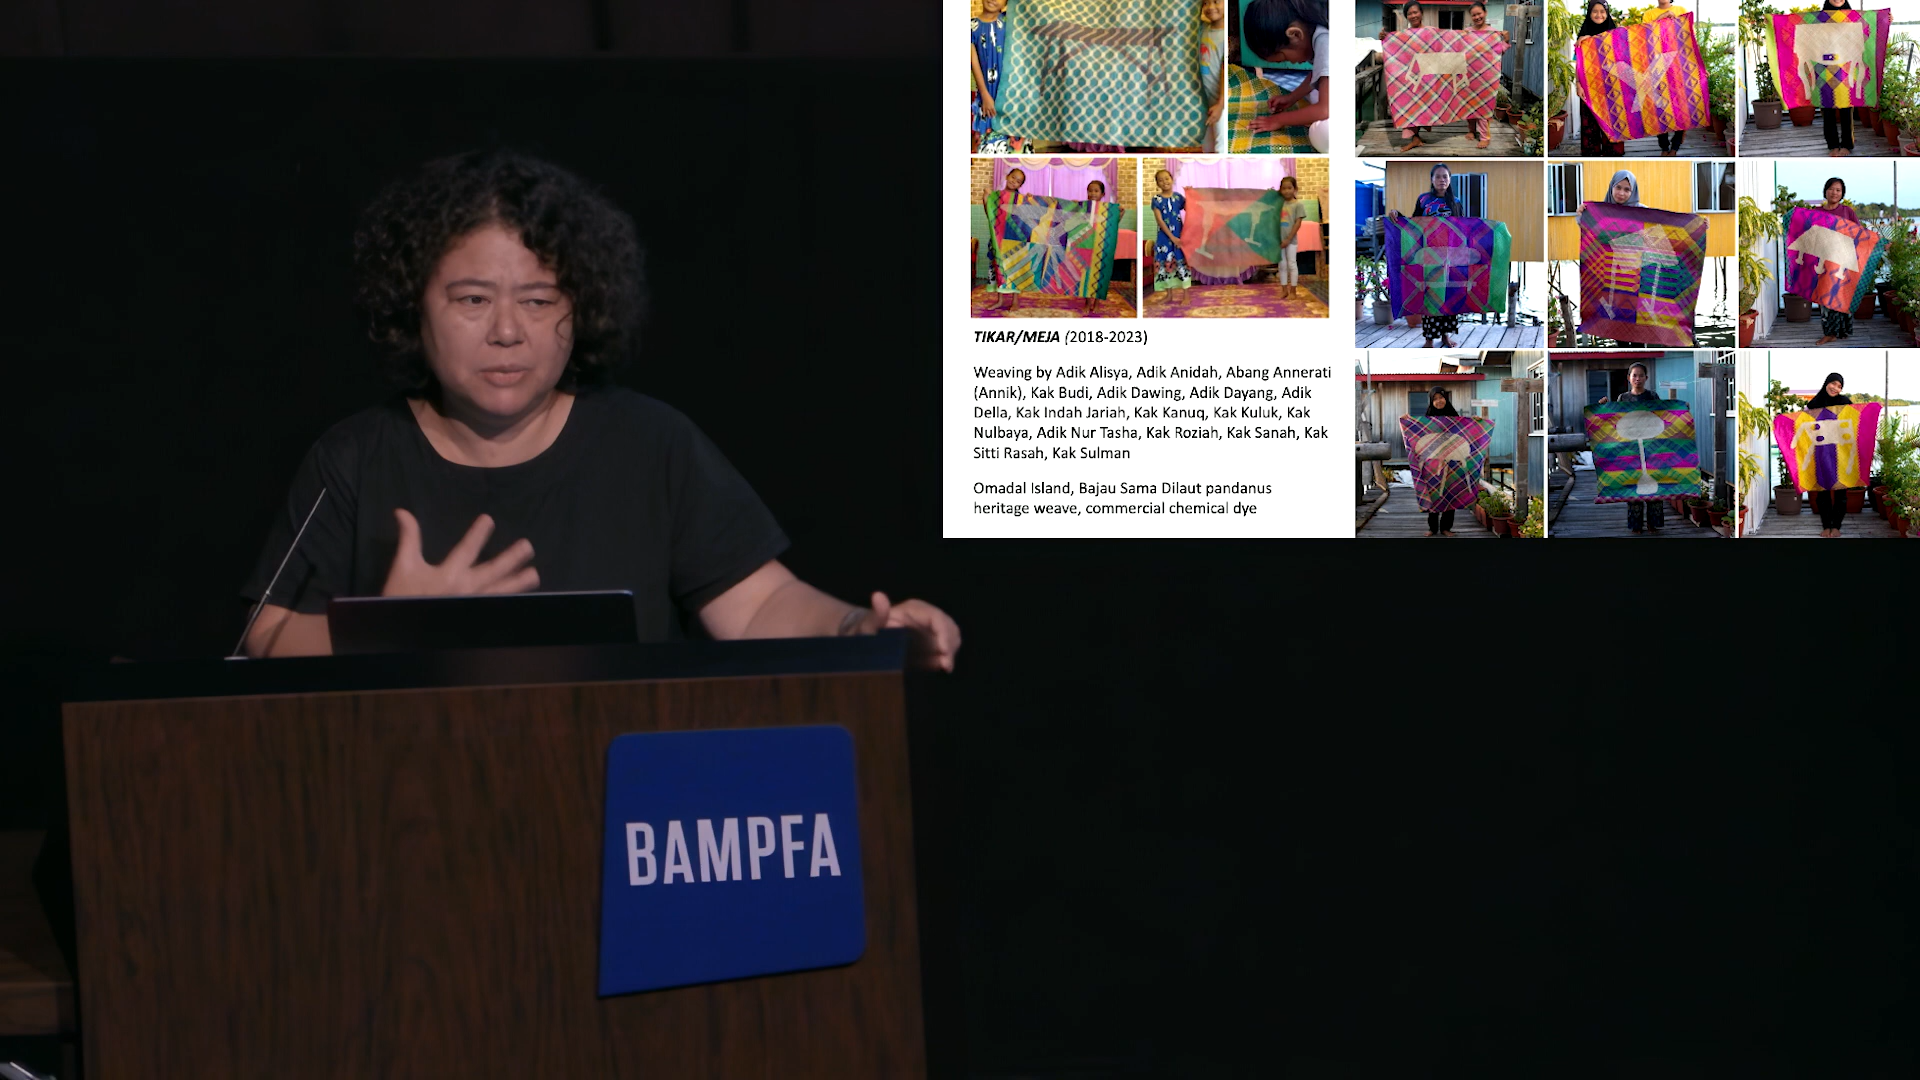 TIKAR/MEJA (2018-2023)
Weaving by Adik Alisya, Adik Anidah, Abang Annerati
(Annik), Kak Budi, Adik Dawing, Adik Dayang, Adik
Della, Kak Indah Jariah, Kak Kanuq, Kak Kuluk, Kak
Nulbaya, Adik Nur Tasha, Kak Roziah, Kak Sanah, Kak
Sitti Rasah, Kak Sulman
Omadal Island, Bajau Sama Dilaut pandanus
heritage weave, commercial chemical dye
BAMPFA